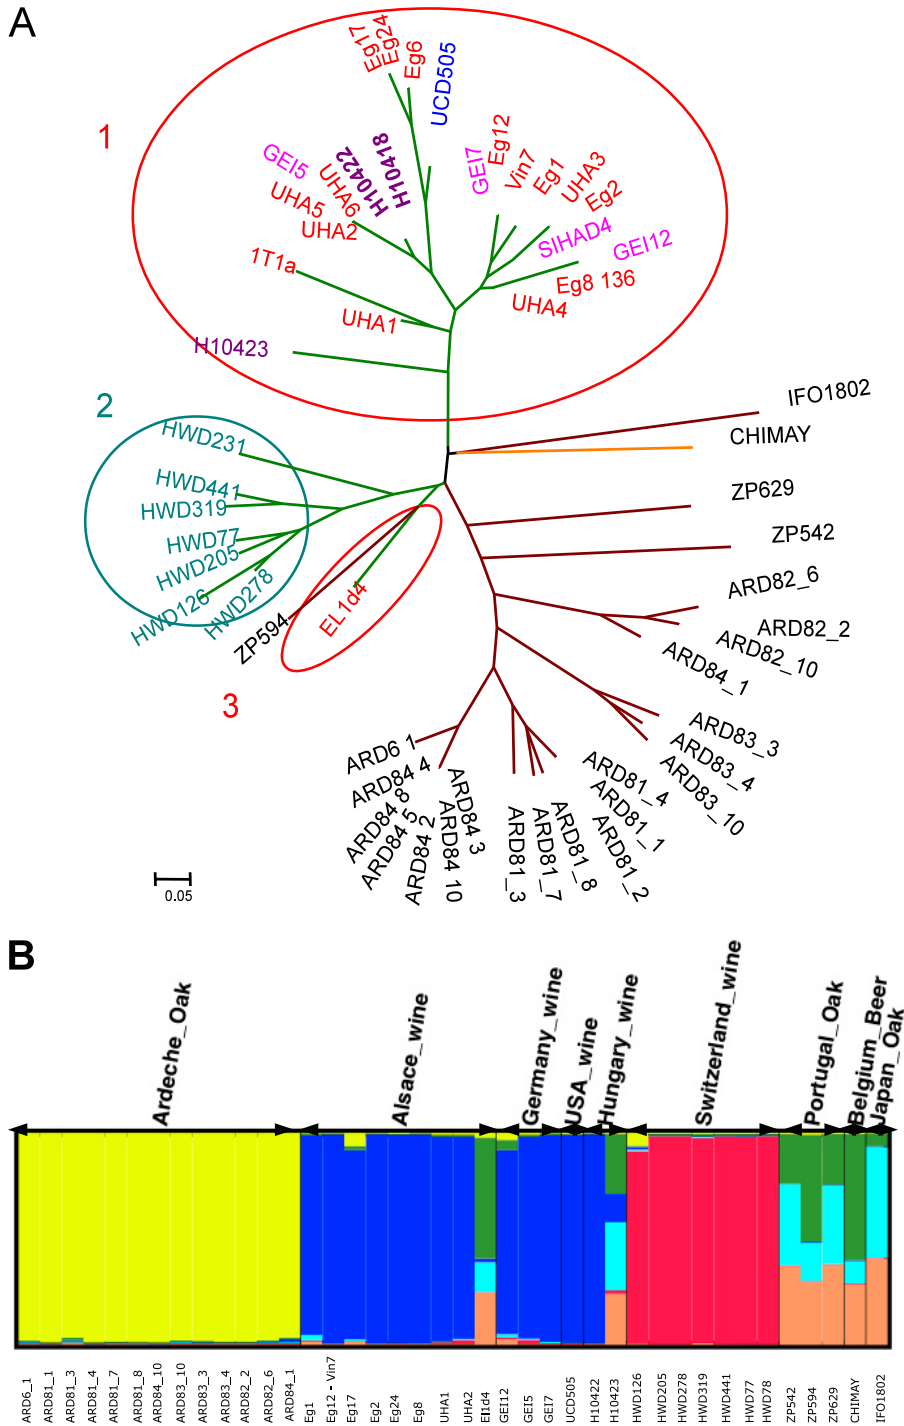 A
1
Eg17
Eg24
Eg6
UCD505
GEI5
UHA5
UHA6
UHA2
H10422
H10418
GEI7
Eg12
Vin7
Eg1
UHA3
Eg2
SIHAD4
GEI12
Eg8 136
UHA4
1T1a
UHA1
H10423
2
HWD231
HWD441
HWD319
HWD77
HWD205
HWD126
HWD278
IFO1802
CHIMAY
ZP629
ZP542
ZP594
EL1d4
3
ARD82_6
ARD82_2
ARD82_10
ARD84_1
ARD83_3
ARD83_4
ARD83_10
ARD6 1
ARD84 4
ARD84 8
ARD84 5
ARD84 2
ARD84 3
ARD84 10
ARD81_3
ARD81_7
ARD81_8
ARD81_4
ARD81_1
ARD81_2
0.05
B
Ardeche_Oak
Alsace_wine
Germany_wine
USA_wine
Hungary_wine
Switzerland_wine
Portugal_Oak
Belgium_Beer
Japan_Oak
ARD6_1
ARD81_1
ARD81_3
ARD81_4
ARD81_7
ARD81_8
ARD84_10
ARD83_10
ARD83_3
ARD83_4
ARD82_2
ARD82_6
ARD84_1
Eg1
Eg12 - Vin7
Eg17
Eg2
Eg24
Eg8
UHA1
UHA2
El1d4
GEI12
GEI5
GEI7
UCD505
H10422
H10423
HWD126
HWD205
HWD278
HWD319
HWD441
HWD77
HWD78
ZP542
ZP594
ZP629
CHIMAY
IFO1802